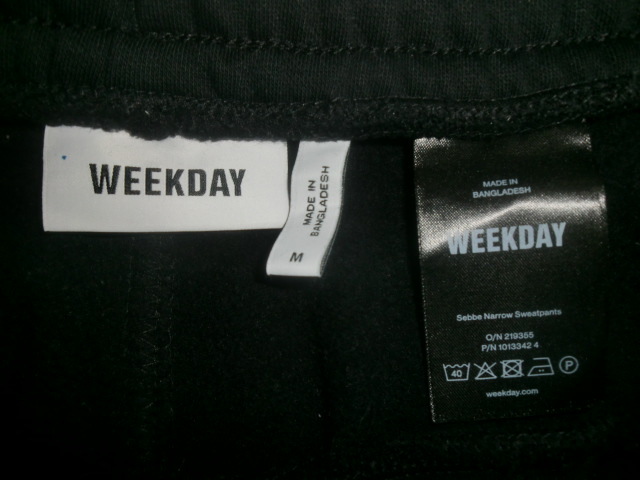 WEEKDAY
MADE IN
BANGLADESH
M
MADE IN
BANGLADESH
WEEKDAY
Sebbe Narrow Sweatpants
O/N 219355
P/N 1013342 4
40 P
weekday.com